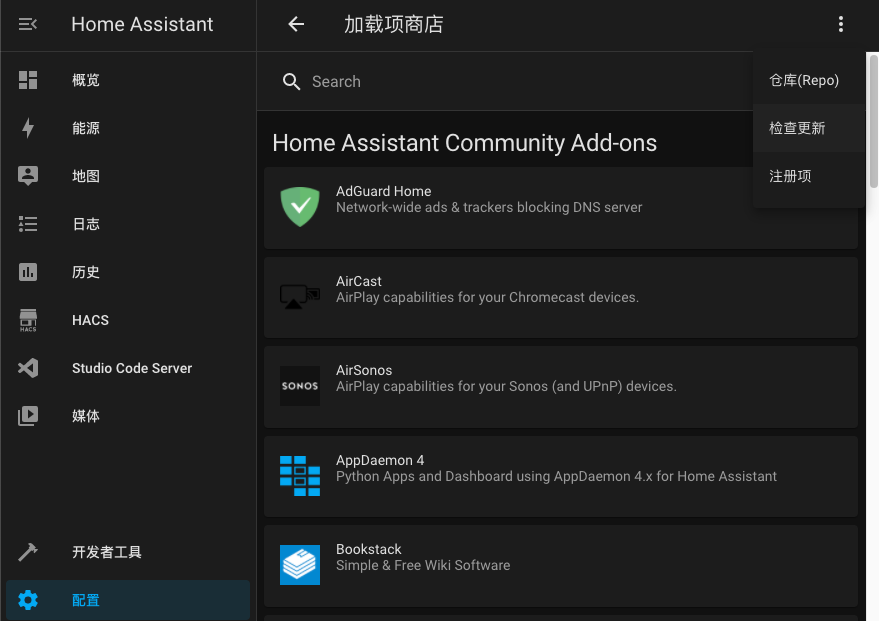 Home Assistant
概览
能源
地图
日志
历史
HACS
HACS
Studio Code Server
媒体
开发者工具
配置
加载项商店
Search
仓库(Repo)
检查更新
注册项
Home Assistant Community Add-ons
AdGuard Home
Network-wide ads & trackers blocking DNS server
AirCast
AirPlay capabilities for your Chromecast devices.
SONOS
AirSonos
AirPlay capabilities for your Sonos (and UPnP) devices.
AppDaemon 4
Python Apps and Dashboard using AppDaemon 4.x for Home Assistant
Bookstack
Simple & Free Wiki Software